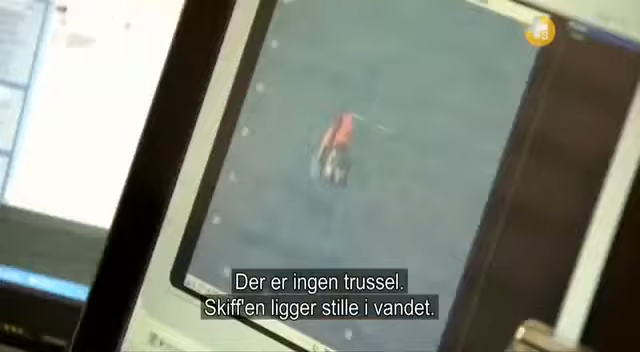 Der er ingen trussel.
Skiff'en ligger stille i vandet.